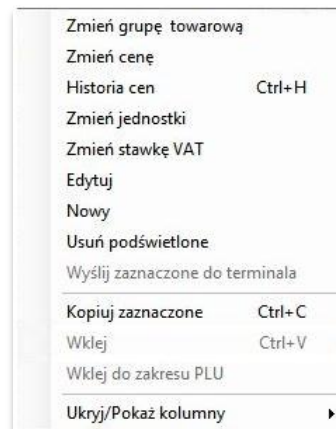 Zmień grupę towarową
Zmień cenę
Historia cen Ctrl+H
Zmień jednostki
Zmień stawkę VAT
Edytuj
Nowy
Usuń podświetlone
Wyślij zaznaczone do terminala
Kopiuj zaznaczone Ctrl+C
Wklej Ctrl+V
Wklej do zakresu PLU
Ukryj/Pokaż kolumny